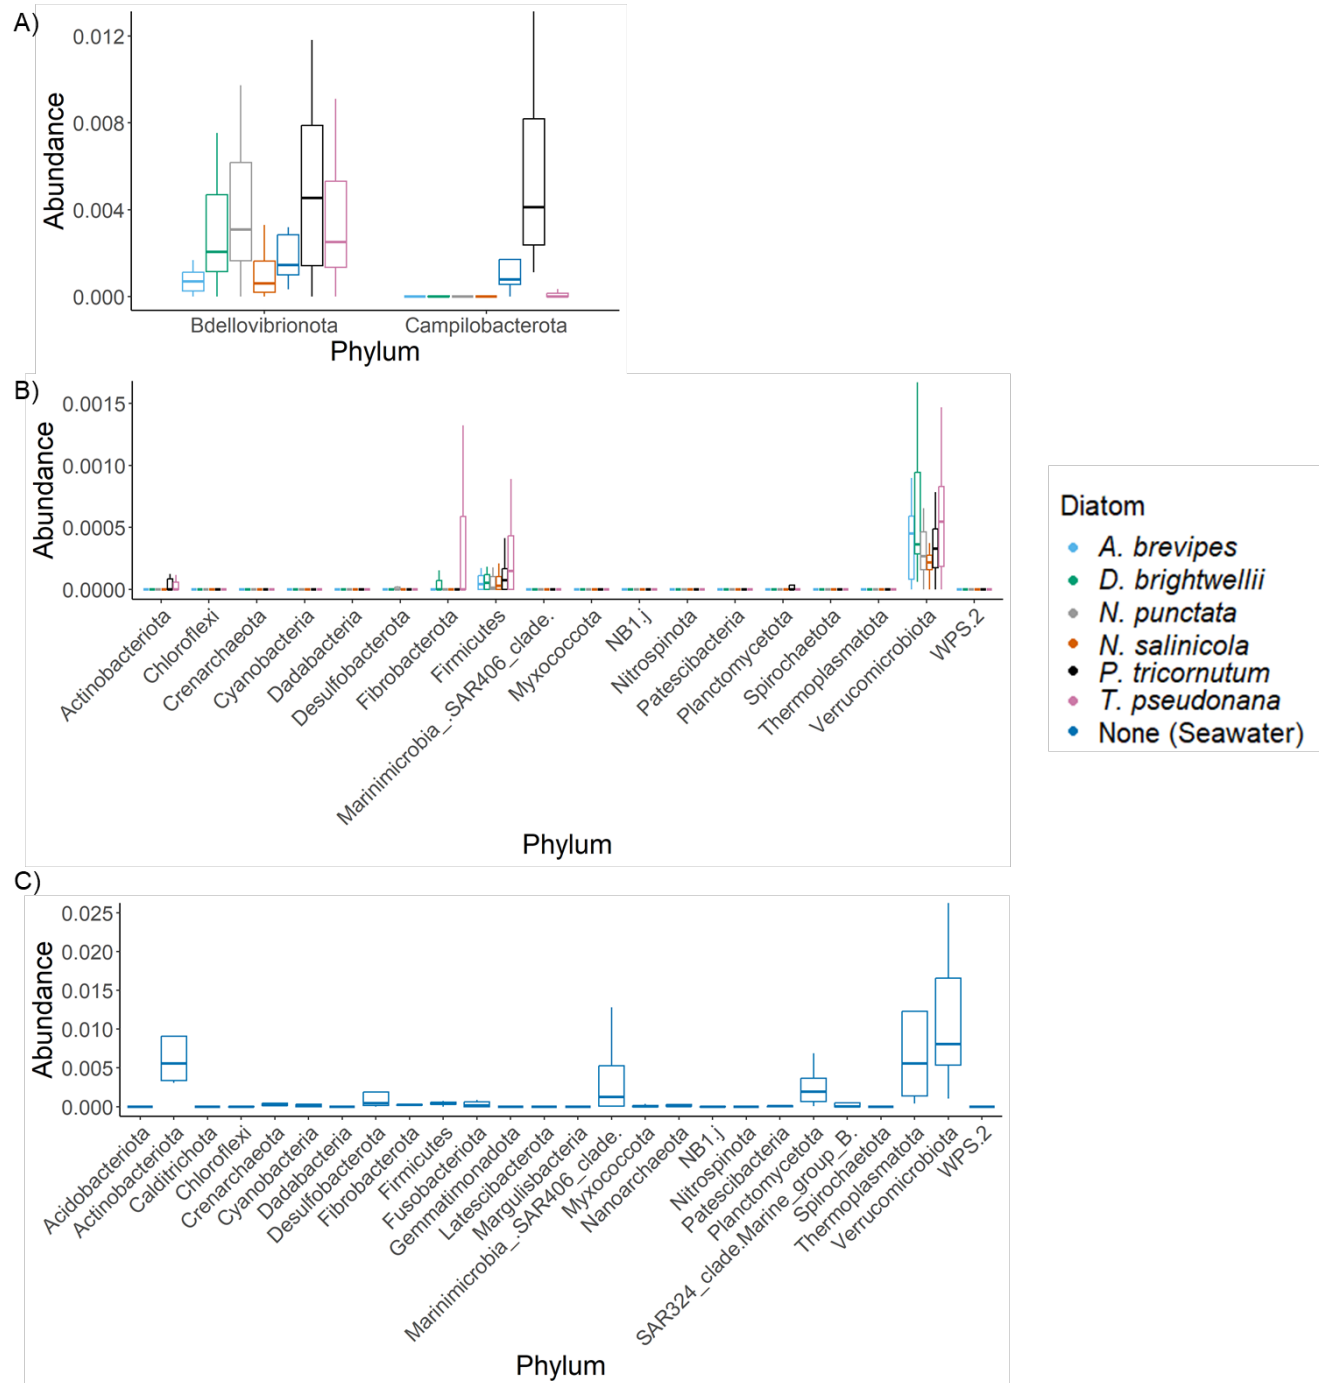 A)
Abundance
0.012
0.008
0.004
0.000
Bdellovibrionota Campilobacterota
Phylum
B)
Abundance
0.0015
0.0010
0.0005
0.0000
Actinobacteriota
Chloroflexi
Crenarchaeota
Cyanobacteria
Dadabacteria
Desulfobacterota
Fibrobacterota
Firmicutes
Marinimicrobia_.SAR406_clade.
Myxococcota
NB1.j
Nitrospinota
Patescibacteria
Planctomycetota
Spirochaetota
Thermoplasmatota
Verrucomicrobiota
WPS.2
Phylum
Diatom
A. brevipes
D. brightwellii
N. punctata
N. salinicola
P. tricornutum
T. pseudonana
None (Seawater)
C)
Abundance
0.025
0.020
0.015
0.010
0.005
0.000
Acidobacteriota
Actinobacteriota
Calditrichota
Chloroflexi
Crenarchaeota
Cyanobacteria
Dadabacteria
Desulfobacterota
Fibrobacterota
Firmicutes
Fusobacteriota
Gemmatimonadota
Latescibacterota
Margulisbacteria
Marinimicrobia_.SAR406_clade.
Myxococcota
Nanoarchaeota
NB1.j
Nitrospinota
Patescibacteria
Planctomycetota
SAR324_clade.Marine_group_B.
Spirochaetota
Thermoplasmatota
Verrucomicrobiota
WPS.2
Phylum